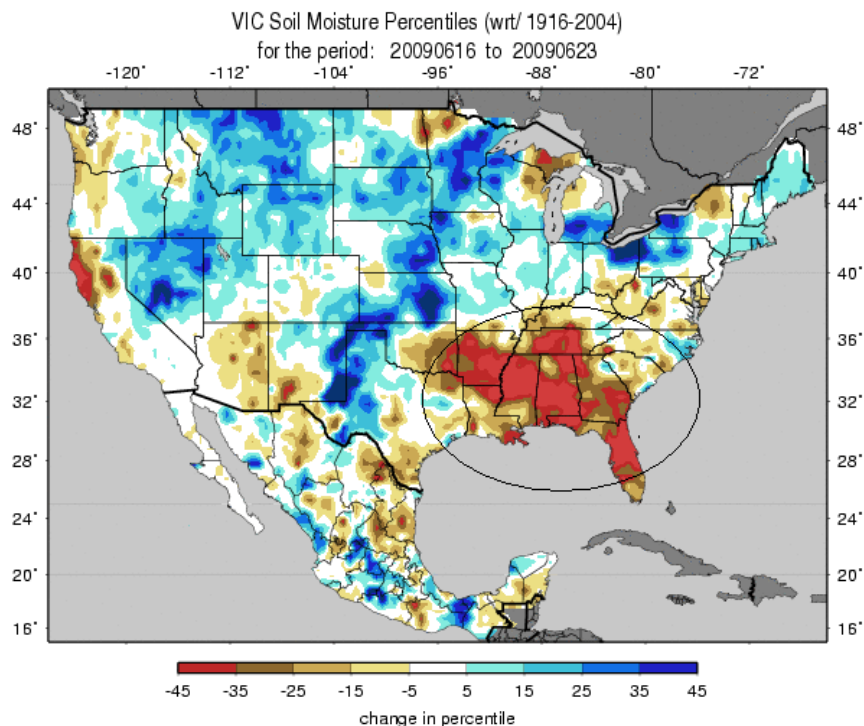 VIC Soil Moisture Percentiles (wrt/ 1916-2004)
for the period: 20090616 to 20090623
-120˚ -112˚ -104˚ -96˚ -88˚ -80˚ -72˚
48˚ 48˚
44˚ 44˚
40˚ 40˚
36˚ 36˚
32˚ 32˚
28˚ 28˚
24˚ 24˚
20˚ 20˚
16˚ 16˚
-45 -35 -25 -15 -5 5 15 25 35 45
change in percentile